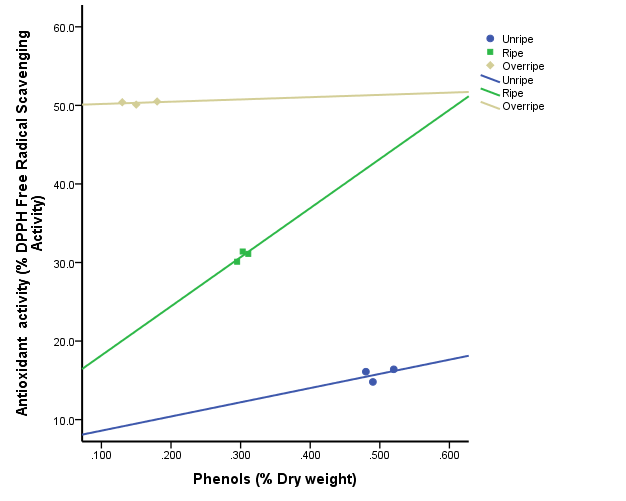 Unripe
Ripe
Overripe
Unripe
Ripe
Overripe
60.0
50.0
40.0
30.0
20.0
10.0
Antioxidant activity (% DPPH Free Radical Scavenging
Activity)
.100 .200 .300 .400 .500 .600
Phenols (% Dry weight)